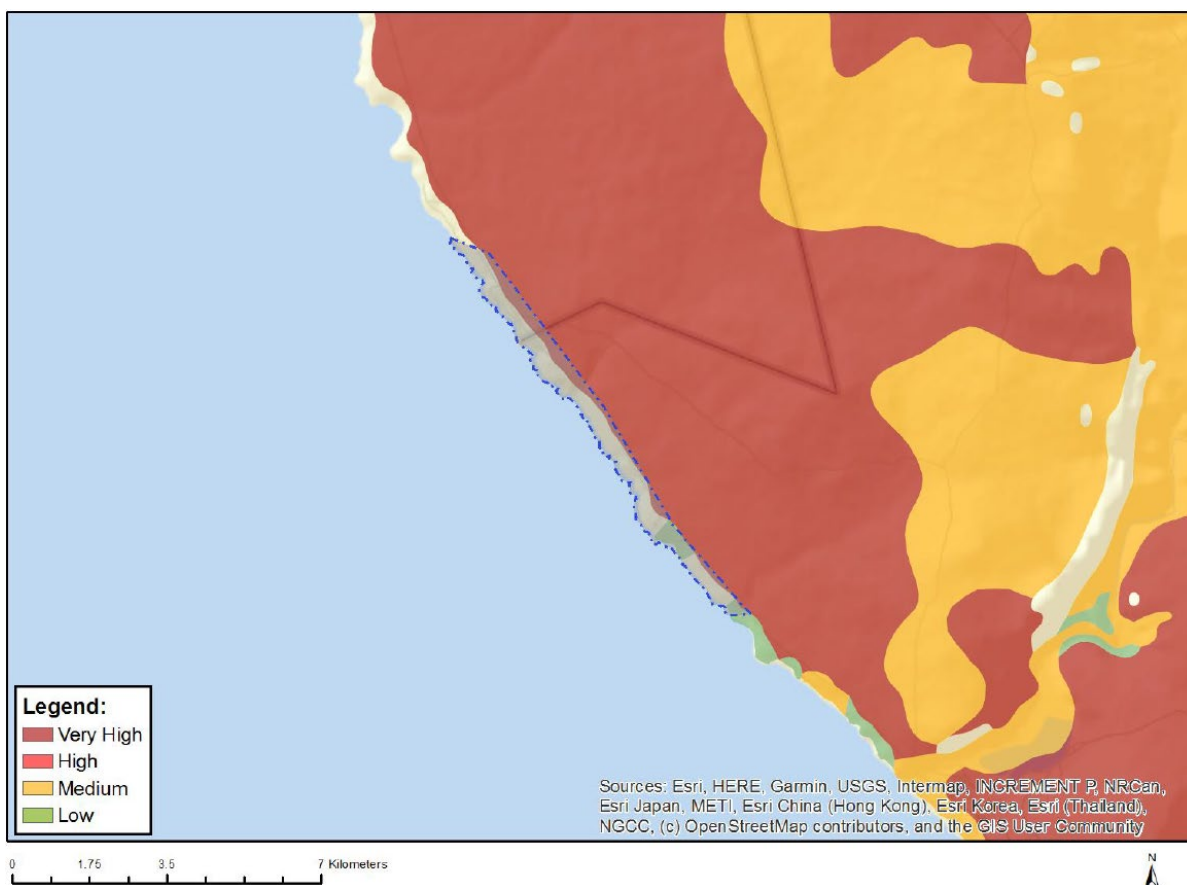 Legend:
Very High
High
Medium
Low
Sources: Esri, HERE, Garmin, USGS, Intermap, INCREMENT P, NRCan,
Esri Japan, METI, Esri China (Hong Kong), Esri Korea, Esri (Thailand),
NGCC, (c) OpenStreetMap contributors, and the GIS User Community
0 1.75 3.5 7 Kilometers
N